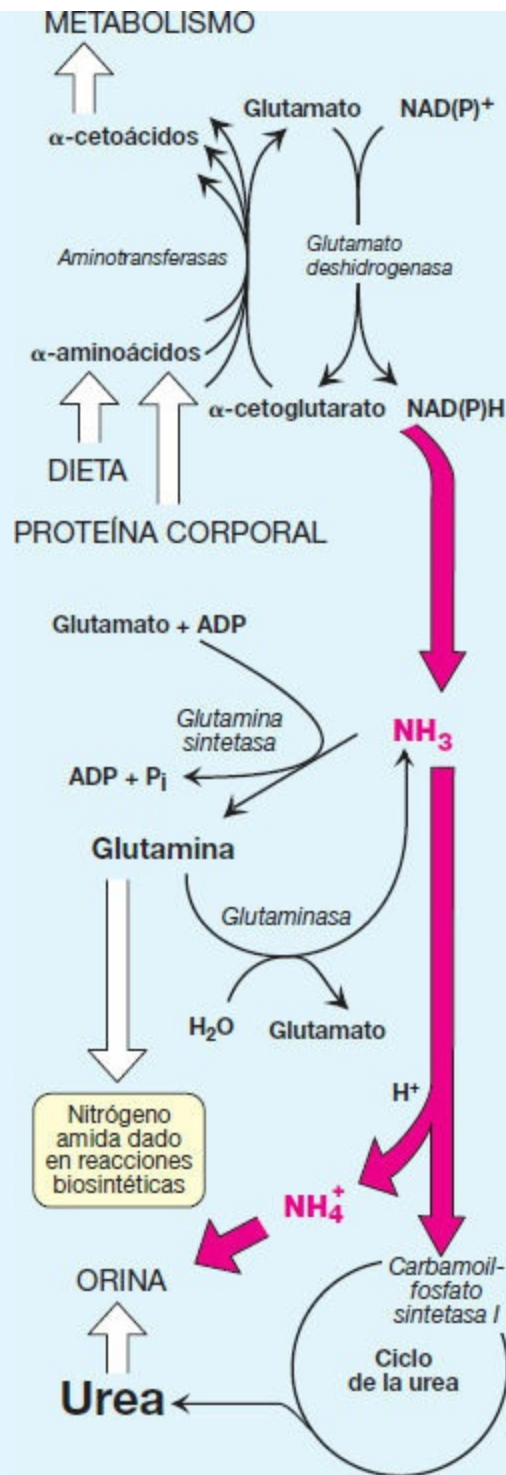 METABOLISMO
Glutamato NAD(P)⁺
α-cetoácidos
Aminotransferasas
Glutamato
deshidrogenasa
α-aminoácidos
α-cetoglutarato NAD(P)H
DIETA
PROTEÍNA CORPORAL
Glutamato + ADP
Glutamina
sintetasa
NH₃
ADP + Pi
Glutamina
Glutaminasa
H₂O Glutamato
H⁺
Nitrógeno
amida dado
en reacciones
biosintéticas
NH₄⁺
ORINA
Carbamoil-
fosfato
sintetasa I
Ciclo
de la urea
Urea